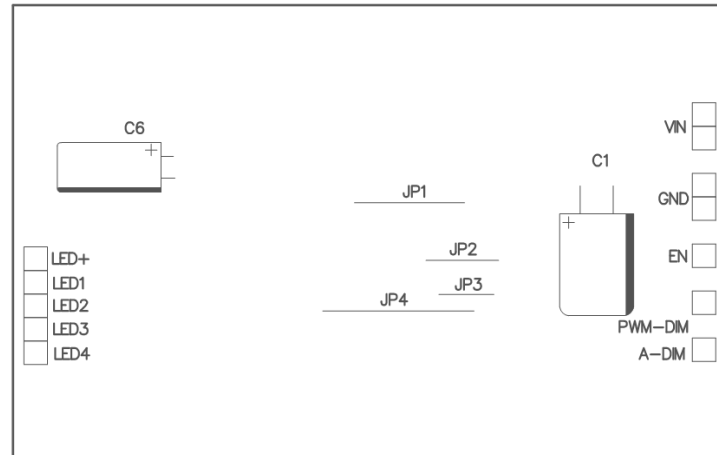 C6
VIN
C1
JP1
GND
JP2
EN
LED+
JP3
LED1
JP4
LED2
PWM-DIM
LED3
A-DIM
LED4